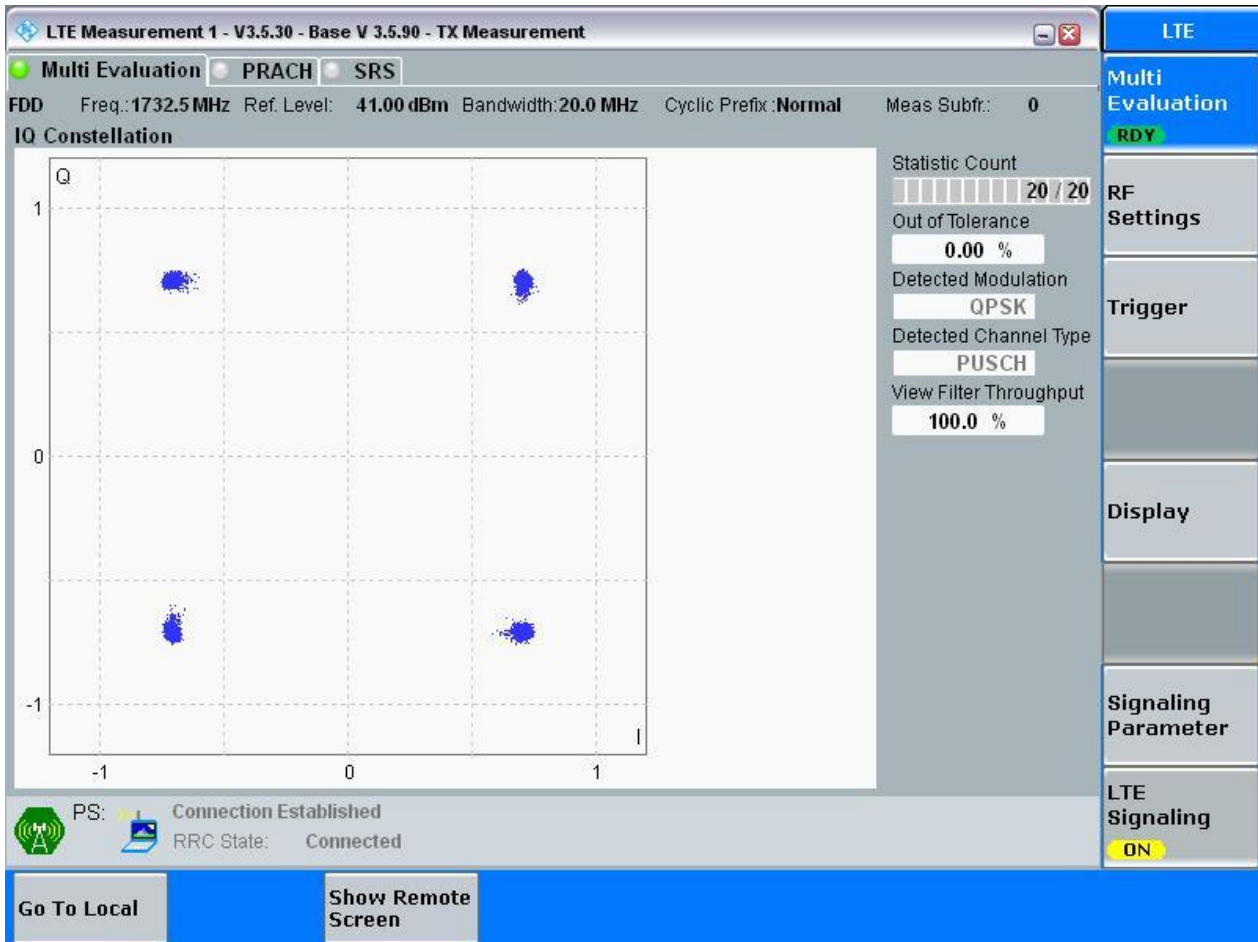 LTE Measurement 1 - V3.5.30 - Base V 3.5.90 - TX Measurement
LTE
Multi Evaluation PRACH SRS
FDD Freq.: 1732.5 MHz Ref. Level: 41.00 dBm Bandwidth: 20.0 MHz Cyclic Prefix : Normal Meas Subfr.: 0
IQ Constellation
Q
1
0
-1
I
-1 0 1
Statistic Count
20 / 20
Out of Tolerance
0.00 %
Detected Modulation
QPSK
Detected Channel Type
PUSCH
View Filter Throughput
100.0 %
PS: Connection Established
RRC State: Connected
Multi
Evaluation
RDY
RF
Settings
Trigger
Display
Signaling
Parameter
LTE
Signaling
ON
Go To Local
Show Remote
Screen